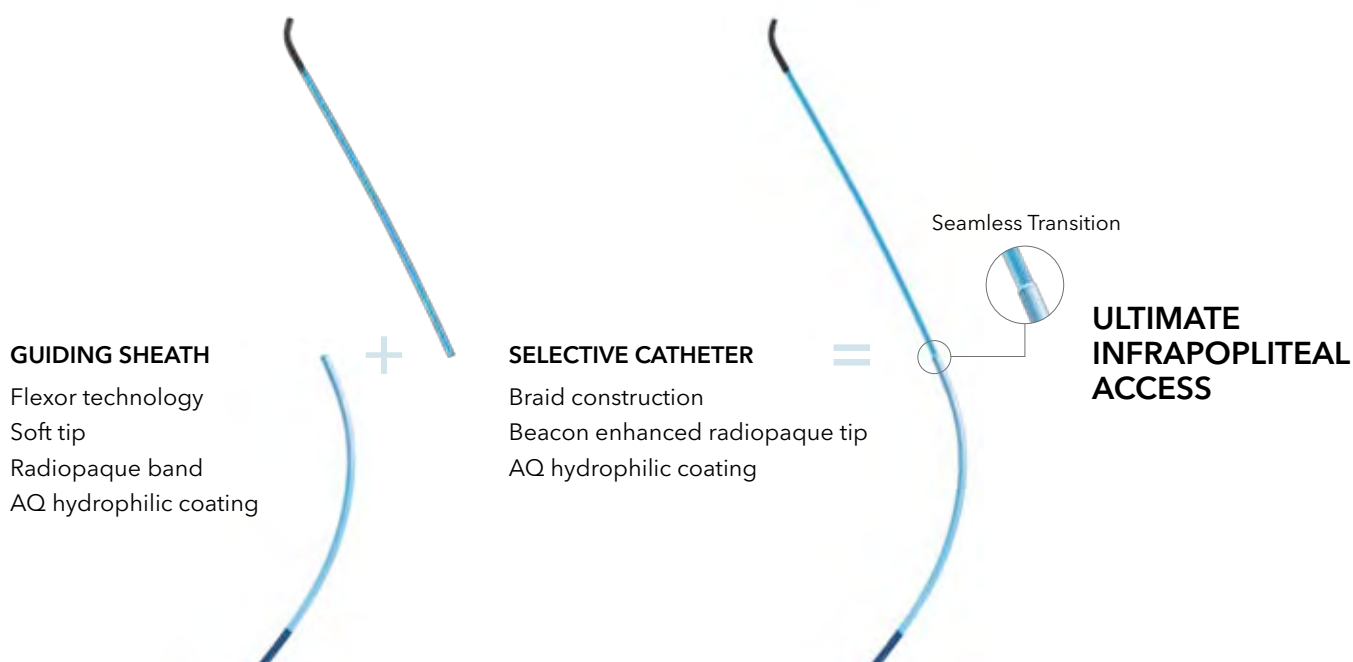 Seamless Transition
GUIDING SHEATH
Flexor technology
Soft tip
Radiopaque band
AQ hydrophilic coating
+
SELECTIVE CATHETER
Braid construction
Beacon enhanced radiopaque tip
AQ hydrophilic coating
=
ULTIMATE
INFRAPOPLITEAL
ACCESS